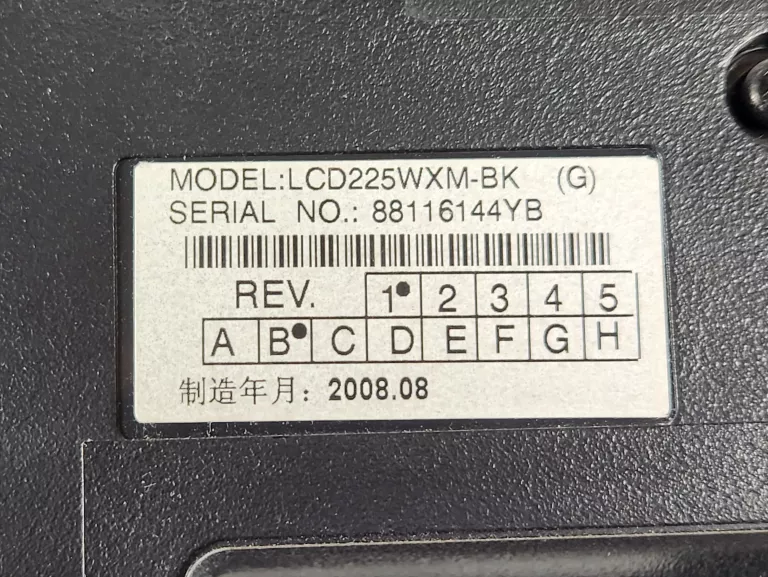 MODEL:LCD225WXM-BK (G)
SERIAL NO.: 88116144YB
REV. 1● 2 3 4 5
A B● C D E F G H
制造年月：2008.08